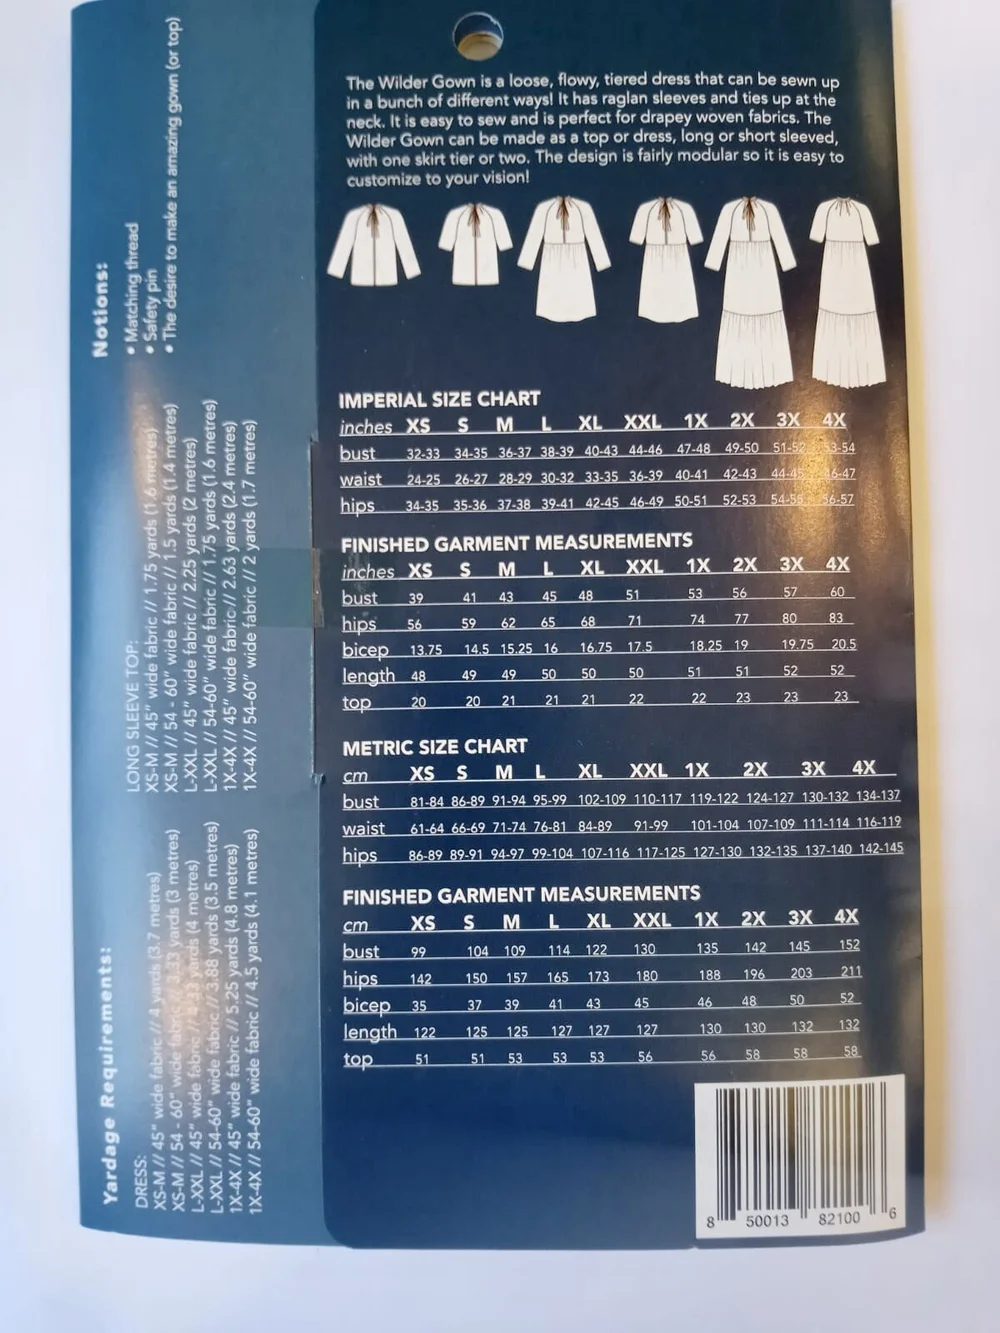 The Wilder Gown is a loose, flowy, tiered dress that can be sewn up
in a bunch of different ways! It has raglan sleeves and ties up at the
neck. It is easy to sew and is perfect for drapey woven fabrics. The
Wilder Gown can be made as a top or dress, long or short sleeved,
with one skirt tier or two. The design is fairly modular so it is easy to
customize to your vision!
IMPERIAL SIZE CHART
inches XS S M L XL XXL 1X 2X 3X 4X
bust 32-33 34-35 36-37 38-39 40-43 44-46 47-48 49-50 51-52 53-54
waist 24-25 26-27 28-29 30-32 33-35 36-39 40-41 42-43 44-45 46-47
hips 34-35 35-36 37-38 39-41 42-45 46-49 50-51 52-53 54-55 56-57
FINISHED GARMENT MEASUREMENTS
inches XS S M L XL XXL 1X 2X 3X 4X
bust 39 41 43 45 48 51 53 56 57 60
hips 56 59 62 65 68 71 74 77 80 83
bicep 13.75 14.5 15.25 16 16.75 17.5 18.25 19 19.75 20.5
length 48 49 49 50 50 50 51 51 52 52
top 20 20 21 21 21 22 22 23 23 23
METRIC SIZE CHART
cm XS S M L XL XXL 1X 2X 3X 4X
bust 81-84 86-89 91-94 95-99 102-109 110-117 119-122 124-127 130-132 134-137
waist 61-64 66-69 71-74 76-81 84-89 91-99 101-104 107-109 111-114 116-119
hips 86-89 89-91 94-97 99-104 107-116 117-125 127-130 132-135 137-140 142-145
FINISHED GARMENT MEASUREMENTS
cm XS S M L XL XXL 1X 2X 3X 4X
bust 99 104 109 114 122 130 135 142 145 152
hips 142 150 157 165 173 180 188 196 203 211
bicep 35 37 39 41 43 45 46 48 50 52
length 122 125 125 127 127 127 130 130 132 132
top 51 51 53 53 53 56 56 58 58 58
8 50013 82100 6
Yardage Requirements:
DRESS:
XS-M // 45" wide fabric // 4 yards (3.7 metres)
XS-M // 54 - 60" wide fabric // 3.33 yards (3 metres)
L-XXL // 45" wide fabric // 4.33 yards (4 metres)
L-XXL // 54-60" wide fabric // 3.88 yards (3.5 metres)
1X-4X // 45" wide fabric // 5.25 yards (4.8 metres)
1X-4X // 54-60" wide fabric // 4.5 yards (4.1 metres)
LONG SLEEVE TOP:
XS-M // 45" wide fabric // 1.75 yards (1.6 metres)
XS-M // 54 - 60" wide fabric // 1.5 yards (1.4 metres)
L-XXL // 45" wide fabric // 2.25 yards (2 metres)
L-XXL // 54-60" wide fabric // 1.75 yards (1.6 metres)
1X-4X // 45" wide fabric // 2.63 yards (2.4 metres)
1X-4X // 54-60" wide fabric // 2 yards (1.7 metres)
Notions:
• Matching thread
• Safety pin
• The desire to make an amazing gown (or top)